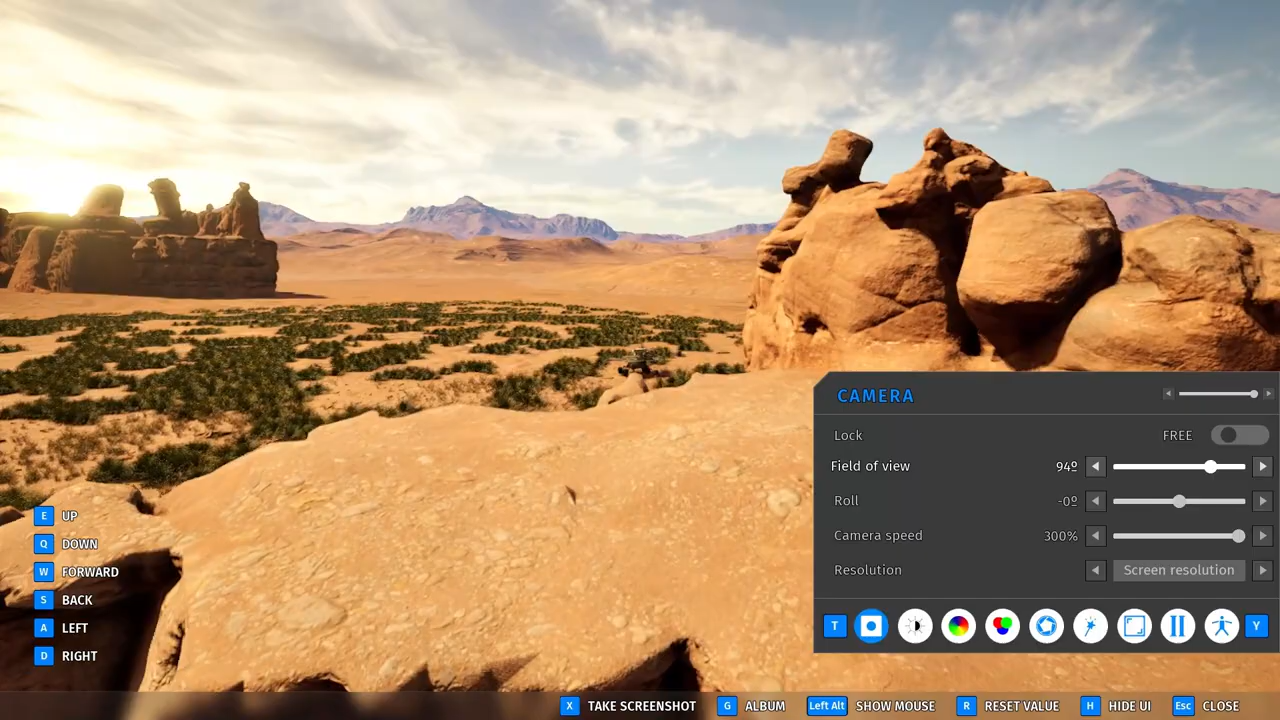 CAMERA
Lock FREE
Field of view 94º
Roll -0º
Camera speed 300%
Resolution Screen resolution
T Y
E UP
Q DOWN
W FORWARD
S BACK
A LEFT
D RIGHT
X TAKE SCREENSHOT G ALBUM Left Alt SHOW MOUSE R RESET VALUE H HIDE UI Esc CLOSE